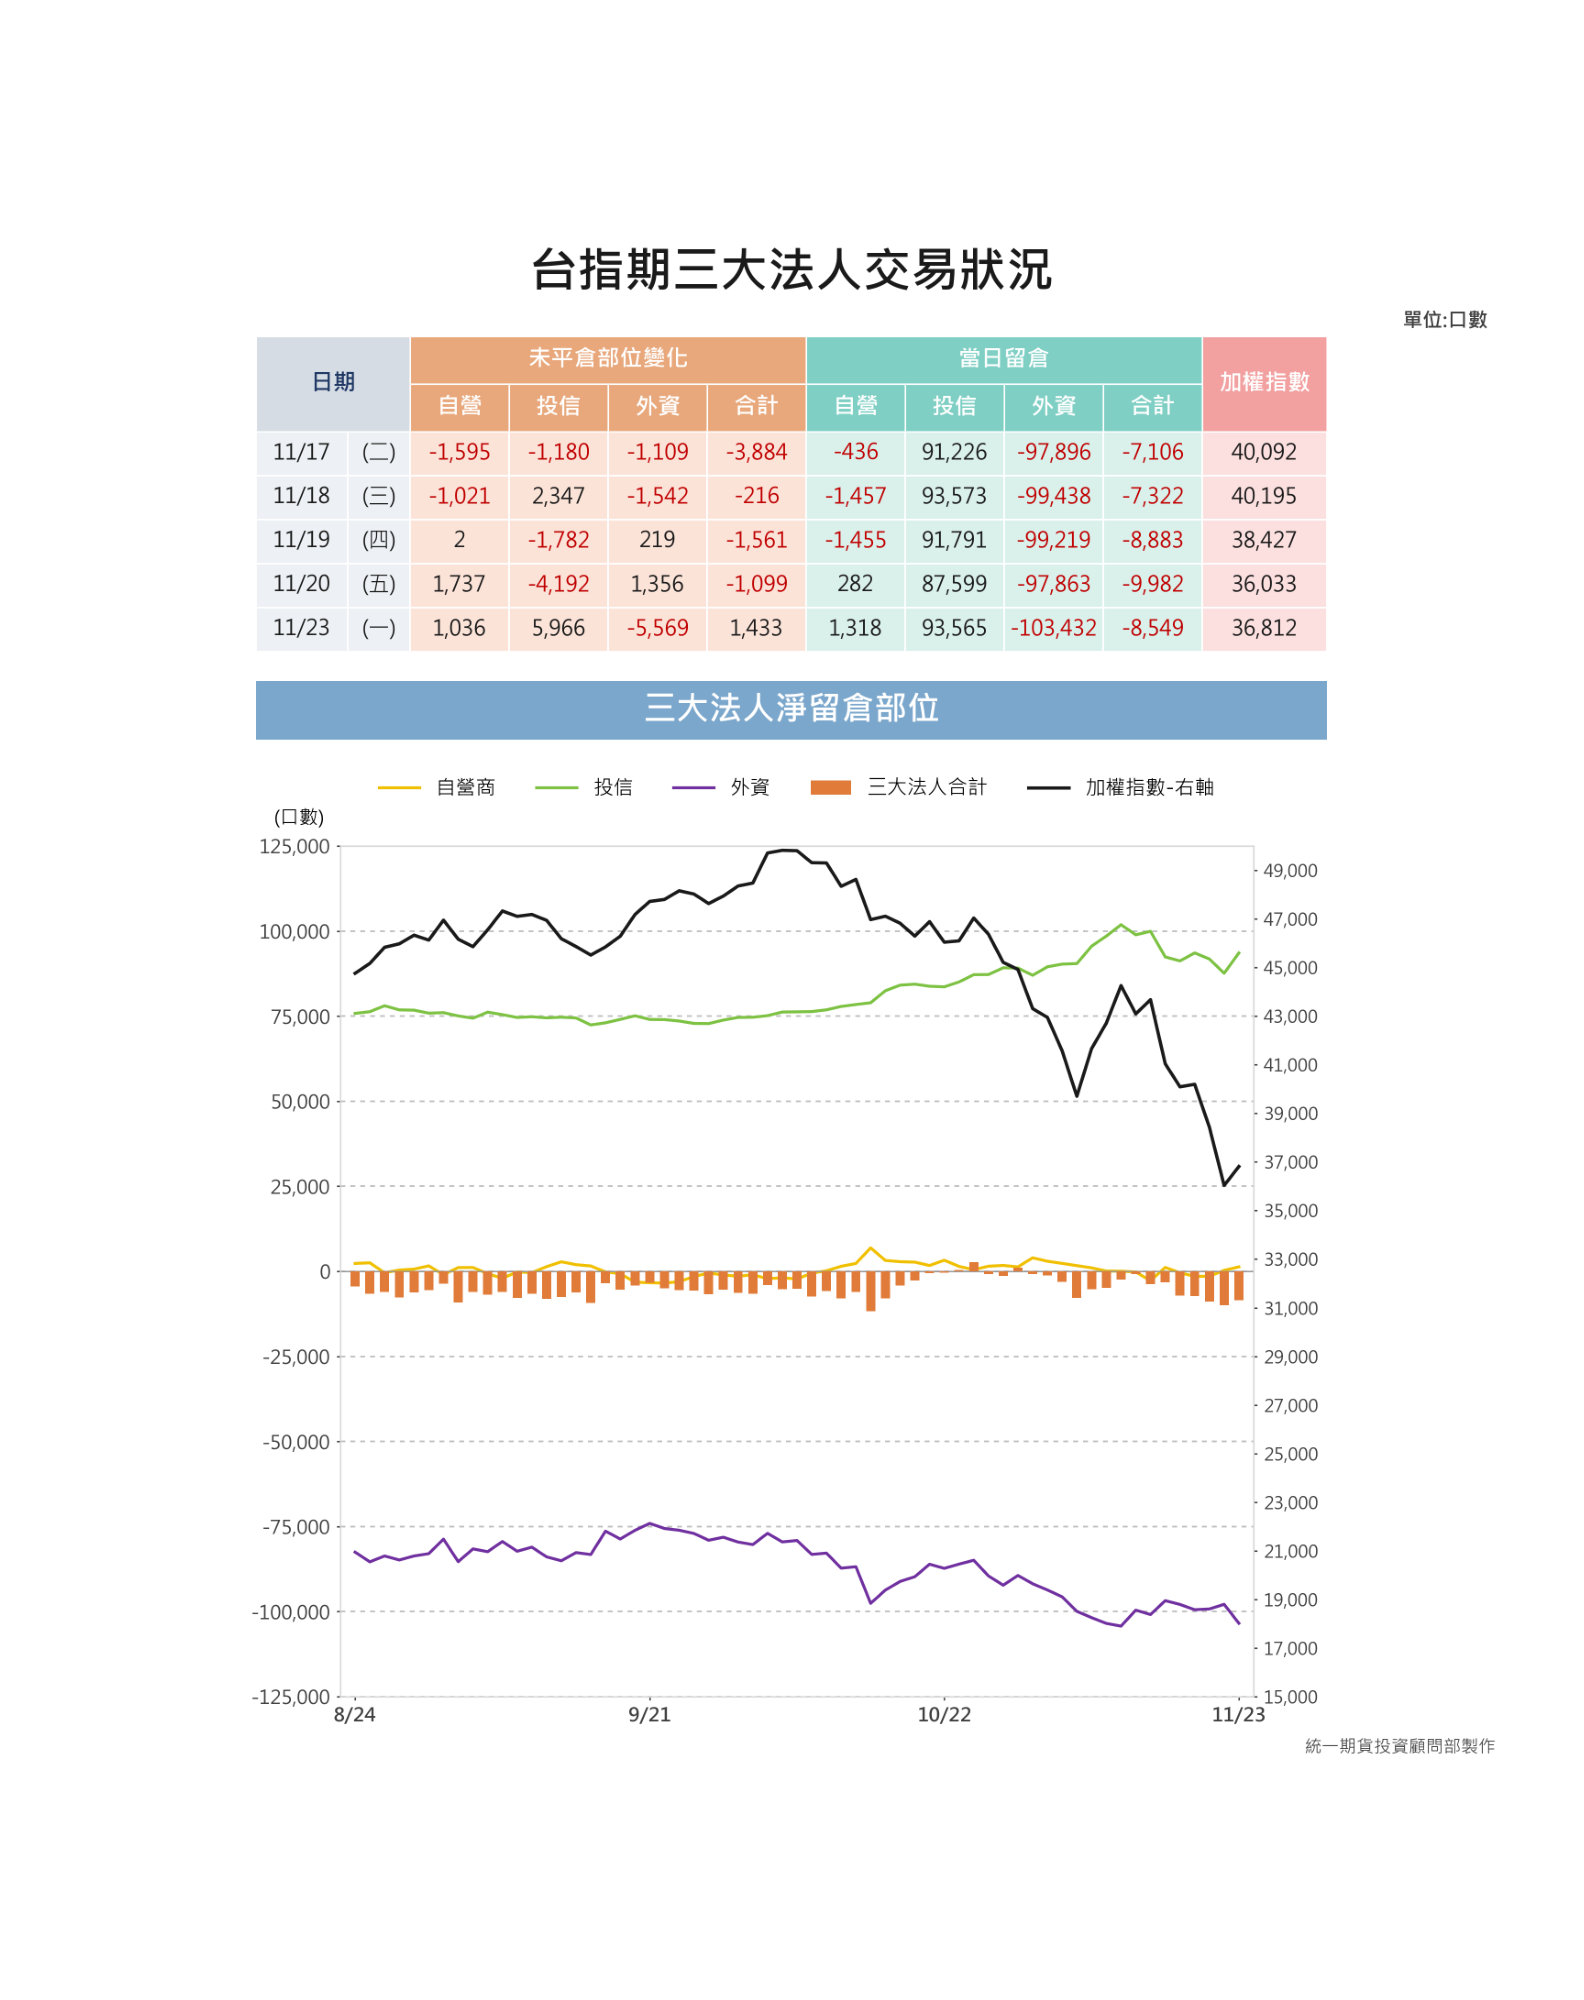 台指期三大法人交易狀況
單位:口數
日期 未平倉部位變化 當日留倉 加權指數
自營 投信 外資 合計 自營 投信 外資 合計
11/17 (二) -1,595 -1,180 -1,109 -3,884 -436 91,226 -97,896 -7,106 40,092
11/18 (三) -1,021 2,347 -1,542 -216 -1,457 93,573 -99,438 -7,322 40,195
11/19 (四) 2 -1,782 219 -1,561 -1,455 91,791 -99,219 -8,883 38,427
11/20 (五) 1,737 -4,192 1,356 -1,099 282 87,599 -97,863 -9,982 36,033
11/23 (一) 1,036 5,966 -5,569 1,433 1,318 93,565 -103,432 -8,549 36,812
三大法人淨留倉部位
自營商 投信 外資 三大法人合計 加權指數-右軸
(口數)
125,000
49,000
47,000
100,000
45,000
75,000 43,000
41,000
50,000
39,000
37,000
25,000
35,000
33,000
0
31,000
-25,000 29,000
27,000
-50,000
25,000
23,000
-75,000
21,000
-100,000
19,000
17,000
-125,000 15,000
8/24 9/21 10/22 11/23
統一期貨投資顧問部製作